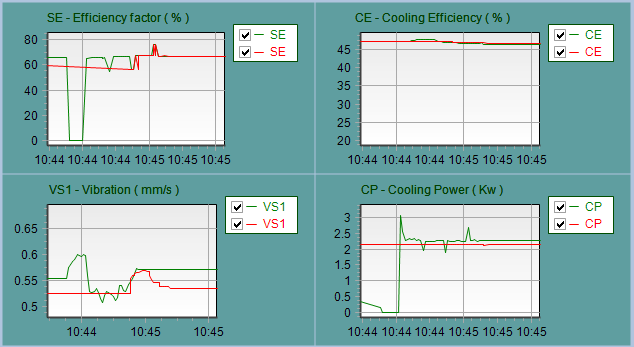 SE - Efficiency factor ( % )
80
60
40
20
0
10:44 10:44 10:44 10:45 10:45 10:45
SE
SE
CE - Cooling Efficiency ( % )
45
40
35
30
25
20
10:44 10:44 10:44 10:45 10:45 10:45
CE
CE
VS1 - Vibration ( mm/s )
0.65
0.6
0.55
0.5
10:44 10:45 10:45
VS1
VS1
CP - Cooling Power ( Kw )
3
2.5
2
1.5
1
0.5
0
10:44 10:44 10:44 10:45 10:45 10:45
CP
CP